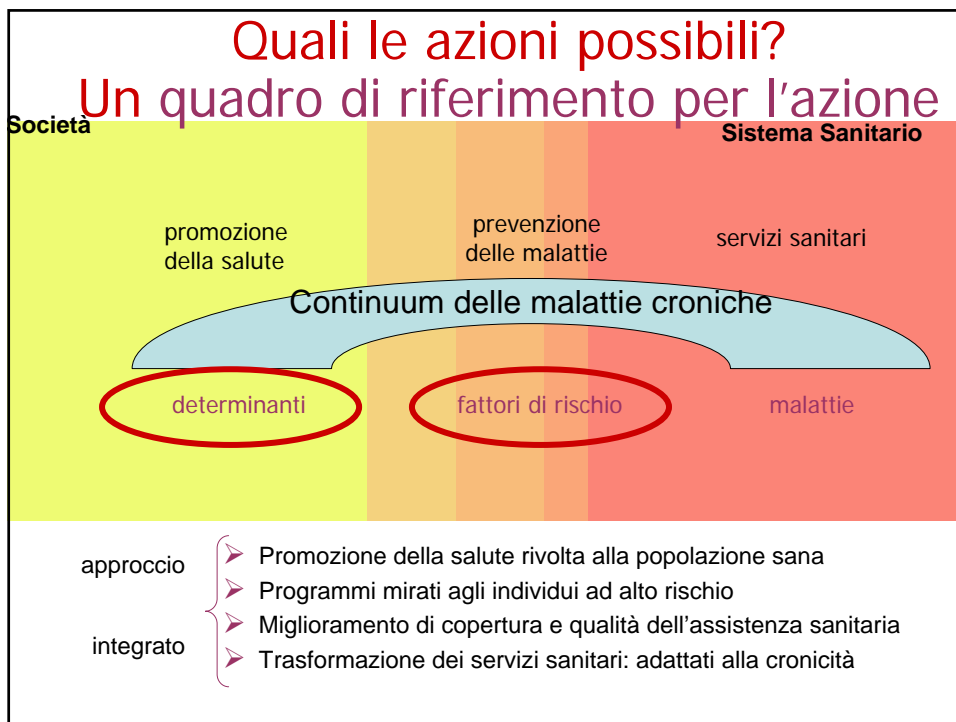 Quali le azioni possibili?
Un quadro di riferimento per l'azione
Società
Sistema Sanitario
promozione
della salute
prevenzione
delle malattie
servizi sanitari
Continuum delle malattie croniche
determinanti
fattori di rischio
malattie
approccio
integrato
➢ Promozione della salute rivolta alla popolazione sana
➢ Programmi mirati agli individui ad alto rischio
➢ Miglioramento di copertura e qualità dell'assistenza sanitaria
➢ Trasformazione dei servizi sanitari: adattati alla cronicità